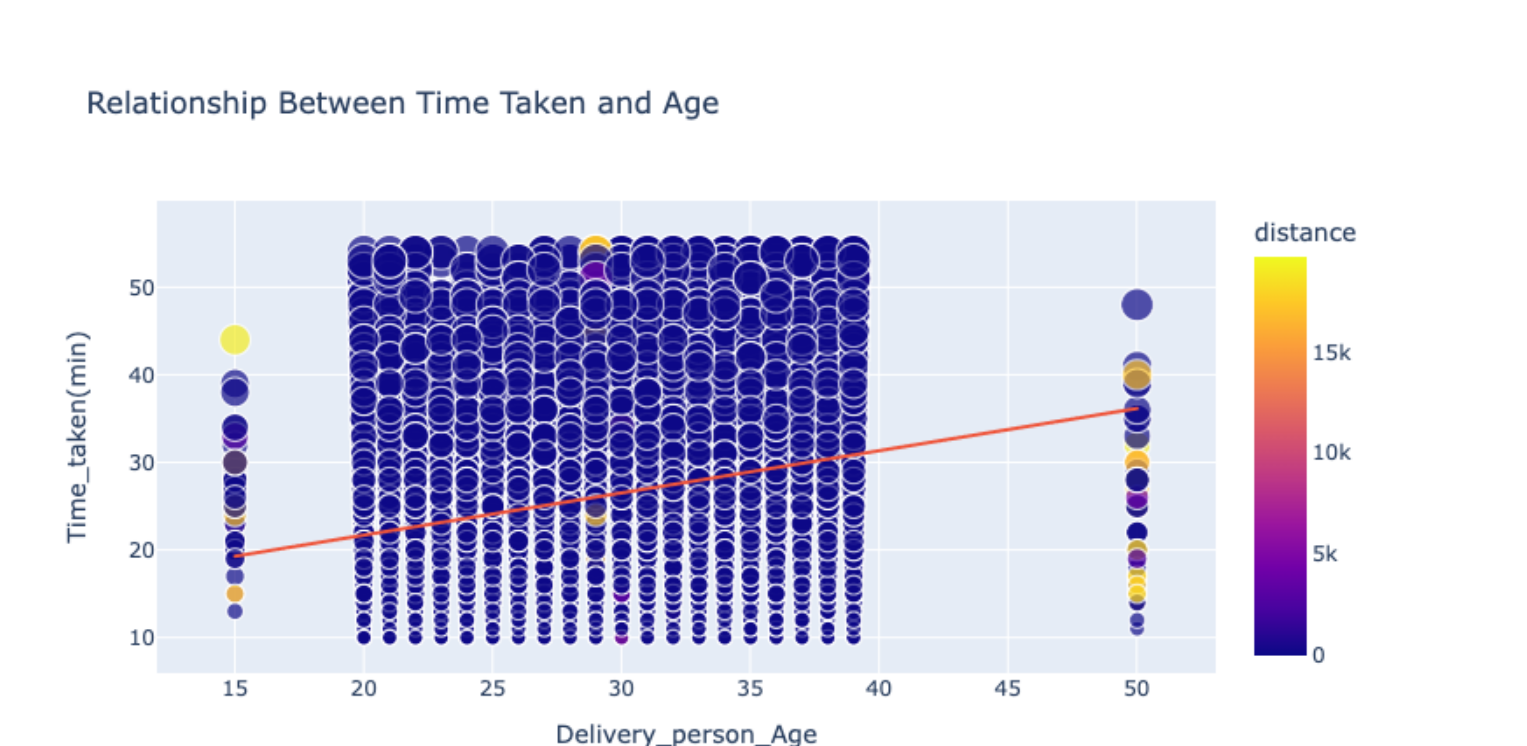 Relationship Between Time Taken and Age
distance
Time_taken(min)
50
40
30
20
10
15k
10k
5k
0
15 20 25 30 35 40 45 50
Delivery_person_Age